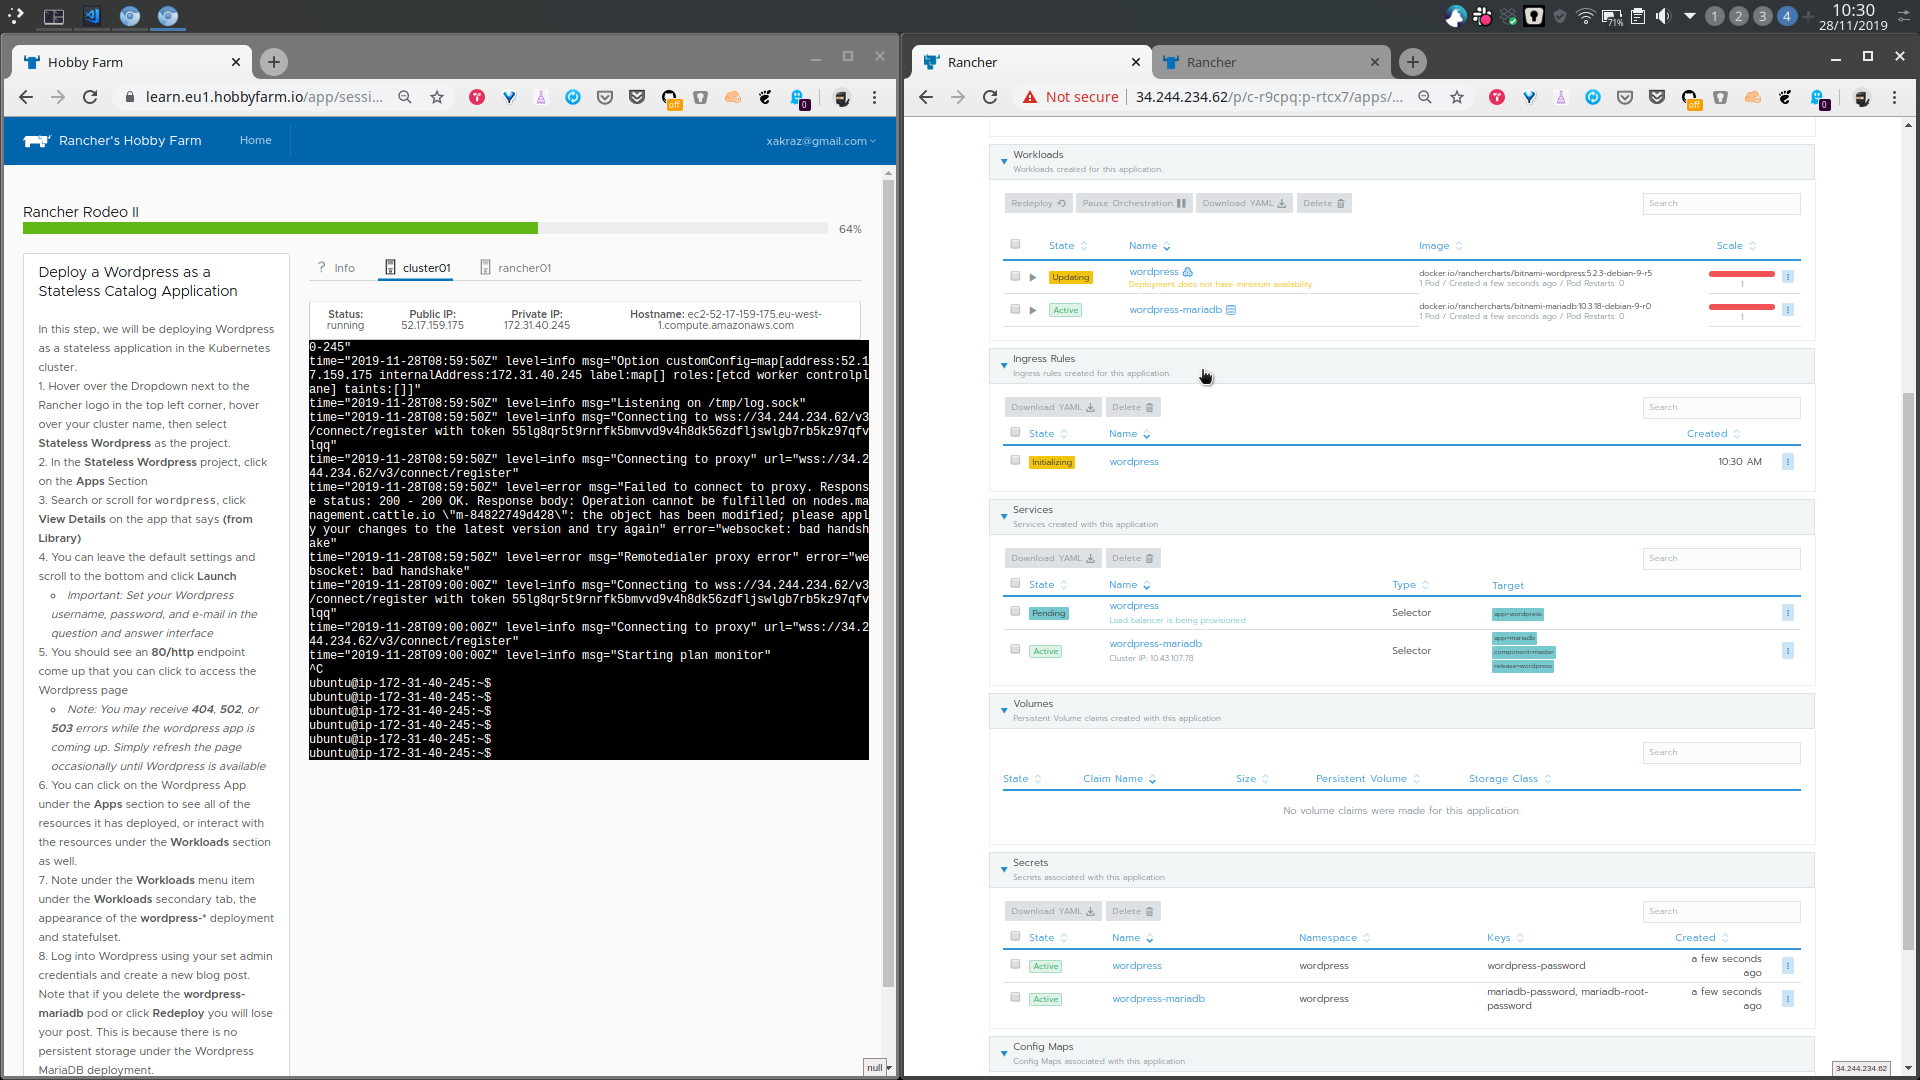 71%
1
2
3
4
10:30
28/11/2019
Hobby Farm
learn.eu1.hobbyfarm.io/app/sessi...
off
0
Rancher's Hobby Farm
Home
xakraz@gmail.com
Rancher Rodeo II
64%
Deploy a Wordpress as a
Stateless Catalog Application
In this step, we will be deploying Wordpress
as a stateless application in the Kubernetes
cluster.
1. Hover over the Dropdown next to the
Rancher logo in the top left corner, hover
over your cluster name, then select
Stateless Wordpress as the project.
2. In the Stateless Wordpress project, click
on the Apps Section
3. Search or scroll for wordpress, click
View Details on the app that says (from
Library)
4. You can leave the default settings and
scroll to the bottom and click Launch
Important: Set your Wordpress
username, password, and e-mail in the
question and answer interface
5. You should see an 80/http endpoint
come up that you can click to access the
Wordpress page
Note: You may receive 404, 502, or
503 errors while the wordpress app is
coming up. Simply refresh the page
occasionally until Wordpress is available
6. You can click on the Wordpress App
under the Apps section to see all of the
resources it has deployed, or interact with
the resources under the Workloads section
as well.
7. Note under the Workloads menu item
under the Workloads secondary tab, the
appearance of the wordpress-* deployment
and statefulset.
8. Log into Wordpress using your set admin
credentials and create a new blog post.
Note that if you delete the wordpress-
mariadb pod or click Redeploy you will lose
your post. This is because there is no
persistent storage under the Wordpress
MariaDB deployment.
? Info
cluster01
rancher01
Status:
running
Public IP:
52.17.159.175
Private IP:
172.31.40.245
Hostname: ec2-52-17-159-175.eu-west-
1.compute.amazonaws.com
0-245"
time="2019-11-28T08:59:50Z" level=info msg="Option customConfig=map[address:52.1
7.159.175 internalAddress:172.31.40.245 label:map[] roles:[etcd worker controlpl
ane] taints:[]]"
time="2019-11-28T08:59:50Z" level=info msg="Listening on /tmp/log.sock"
time="2019-11-28T08:59:50Z" level=info msg="Connecting to wss://34.244.234.62/v3
/connect/register with token 55lg8qr5t9rnrfk5bmvvd9v4h8dk56zdfljswlgb7rb5kz97qfv
lqq"
time="2019-11-28T08:59:50Z" level=info msg="Connecting to proxy" url="wss://34.2
44.234.62/v3/connect/register"
time="2019-11-28T08:59:50Z" level=error msg="Failed to connect to proxy. Respons
e status: 200 - 200 OK. Response body: Operation cannot be fulfilled on nodes.ma
nagement.cattle.io \"m-84822749d428\": the object has been modified; please appl
y your changes to the latest version and try again" error="websocket: bad handsh
ake"
time="2019-11-28T08:59:50Z" level=error msg="Remotedialer proxy error" error="we
bsocket: bad handshake"
time="2019-11-28T09:00:00Z" level=info msg="Connecting to wss://34.244.234.62/v3
/connect/register with token 55lg8qr5t9rnrfk5bmvvd9v4h8dk56zdfljswlgb7rb5kz97qfv
lqq"
time="2019-11-28T09:00:00Z" level=info msg="Connecting to proxy" url="wss://34.2
44.234.62/v3/connect/register"
time="2019-11-28T09:00:00Z" level=info msg="Starting plan monitor"
^C
ubuntu@ip-172-31-40-245:~$
ubuntu@ip-172-31-40-245:~$
ubuntu@ip-172-31-40-245:~$
ubuntu@ip-172-31-40-245:~$
ubuntu@ip-172-31-40-245:~$
ubuntu@ip-172-31-40-245:~$
null
Rancher
Rancher
Not secure
34.244.234.62/p/c-r9cpq:p-rtcx7/apps/...
off
0
Workloads
Workloads created for this application.
Redeploy
Pause Orchestration
Download YAML
Delete
Search
State
Name
Image
Scale
Updating
wordpress
Deployment does not have minimum availability.
docker.io/ranchercharts/bitnami-wordpress:5.2.3-debian-9-r5
1 Pod / Created a few seconds ago / Pod Restarts: 0
1
Active
wordpress-mariadb
docker.io/ranchercharts/bitnami-mariadb:10.3.18-debian-9-r0
1 Pod / Created a few seconds ago / Pod Restarts: 0
1
Ingress Rules
Ingress rules created for this application.
Download YAML
Delete
Search
State
Name
Created
Initializing
wordpress
10:30 AM
Services
Services created with this application
Download YAML
Delete
Search
State
Name
Type
Target
Pending
wordpress
Load balancer is being provisioned
Selector
app=wordpress
Active
wordpress-mariadb
Cluster IP: 10.43.107.78
Selector
app=mariadb
component=master
release=wordpress
Volumes
Persistent Volume claims created with this application
Search
State
Claim Name
Size
Persistent Volume
Storage Class
No volume claims were made for this application.
Secrets
Secrets associated with this application
Download YAML
Delete
Search
State
Name
Namespace
Keys
Created
Active
wordpress
wordpress
wordpress-password
a few seconds
ago
Active
wordpress-mariadb
wordpress
mariadb-password, mariadb-root-
password
a few seconds
ago
Config Maps
Config Maps associated with this application
34.244.234.62